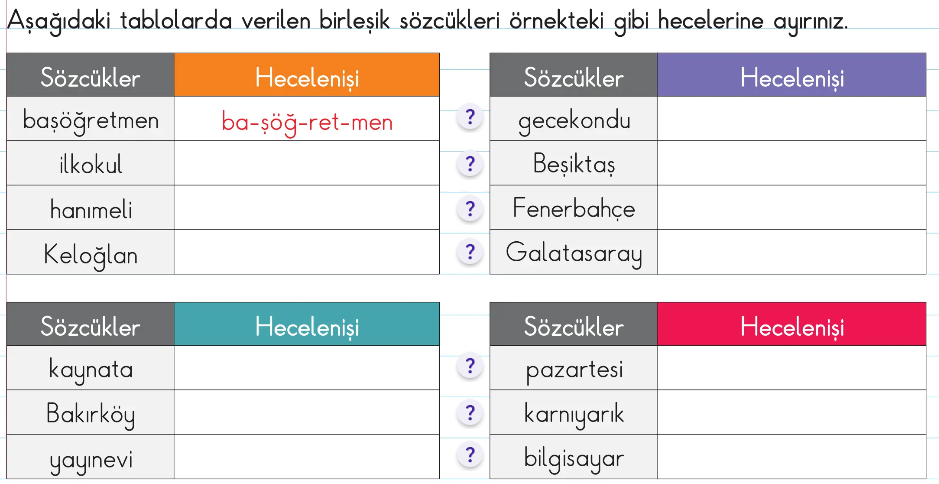 Aşağıdaki tablolarda verilen birleşik sözcükleri örnekteki gibi hecelerine ayırınız.
Sözcükler Hecelenişi
başöğretmen ba-şöğ-ret-men
ilkokul
hanımeli
Keloğlan
? Sözcükler Hecelenişi
? gecekondu
? Beşiktaş
? Fenerbahçe
? Galatasaray
Sözcükler Hecelenişi
kaynata
Bakırköy
yayınevi
Sözcükler Hecelenişi
? pazartesi
? karnıyarık
? bilgisayar